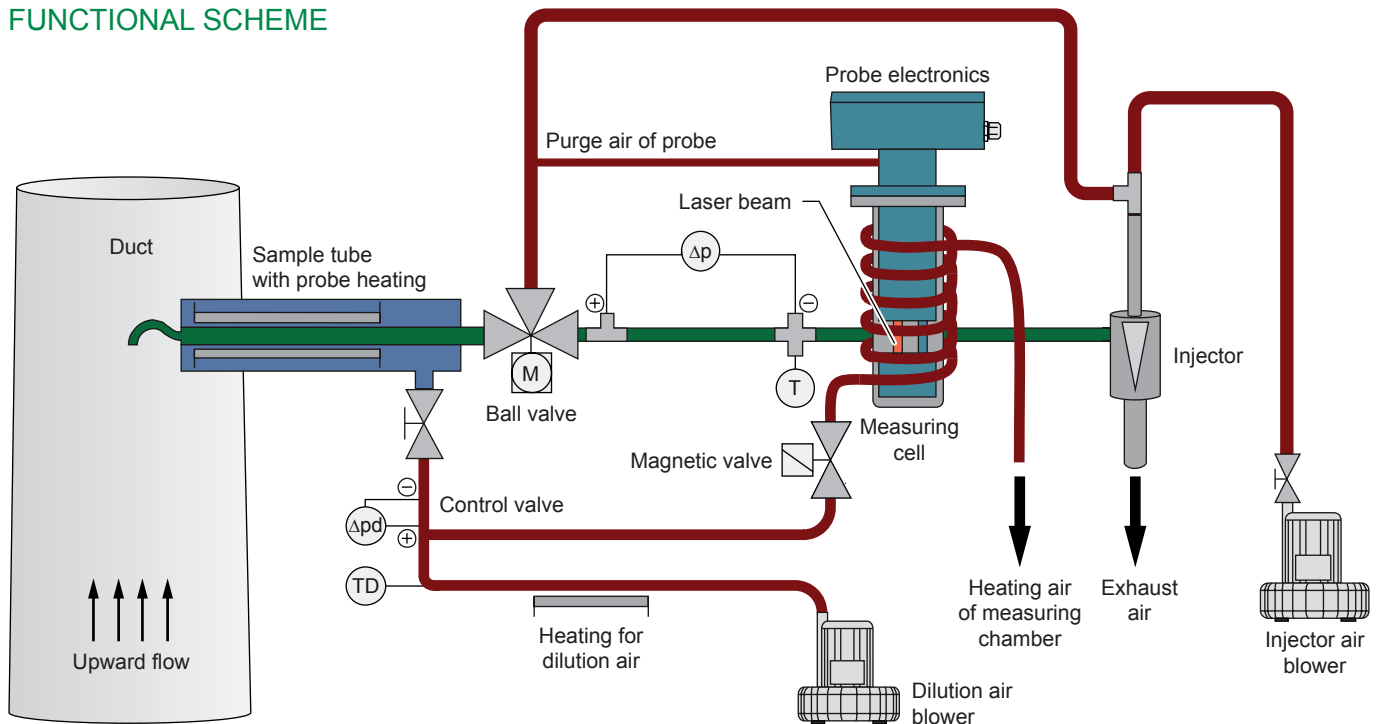 FUNCTIONAL SCHEME
Probe electronics
Purge air of probe
Laser beam
Duct
Sample tube
with probe heating
Δp
+
−
M
Ball valve
T
Injector
Measuring
cell
Magnetic valve
−
Control valve
Δpd
+
TD
Heating for
dilution air
Heating air
of measuring
chamber
Exhaust
air
Upward flow
Injector air
blower
Dilution air
blower